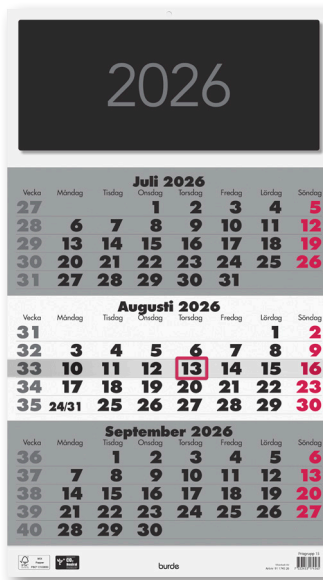 2026
Juli 2026
Vecka Måndag Tisdag Onsdag Torsdag Fredag Lördag Söndag
27 1 2 3 4 5
28 6 7 8 9 10 11 12
29 13 14 15 16 17 18 19
30 20 21 22 23 24 25 26
31 27 28 29 30 31
Augusti 2026
Vecka Måndag Tisdag Onsdag Torsdag Fredag Lördag Söndag
31 1 2
32 3 4 5 6 7 8 9
33 10 11 12 13 14 15 16
34 17 18 19 20 21 22 23
35 24/31 25 26 27 28 29 30
September 2026
Vecka Måndag Tisdag Onsdag Torsdag Fredag Lördag Söndag
36 1 2 3 4 5 6
37 7 8 9 10 11 12 13
38 14 15 16 17 18 19 20
39 21 22 23 24 25 26 27
40 28 29 30
FSC
burde